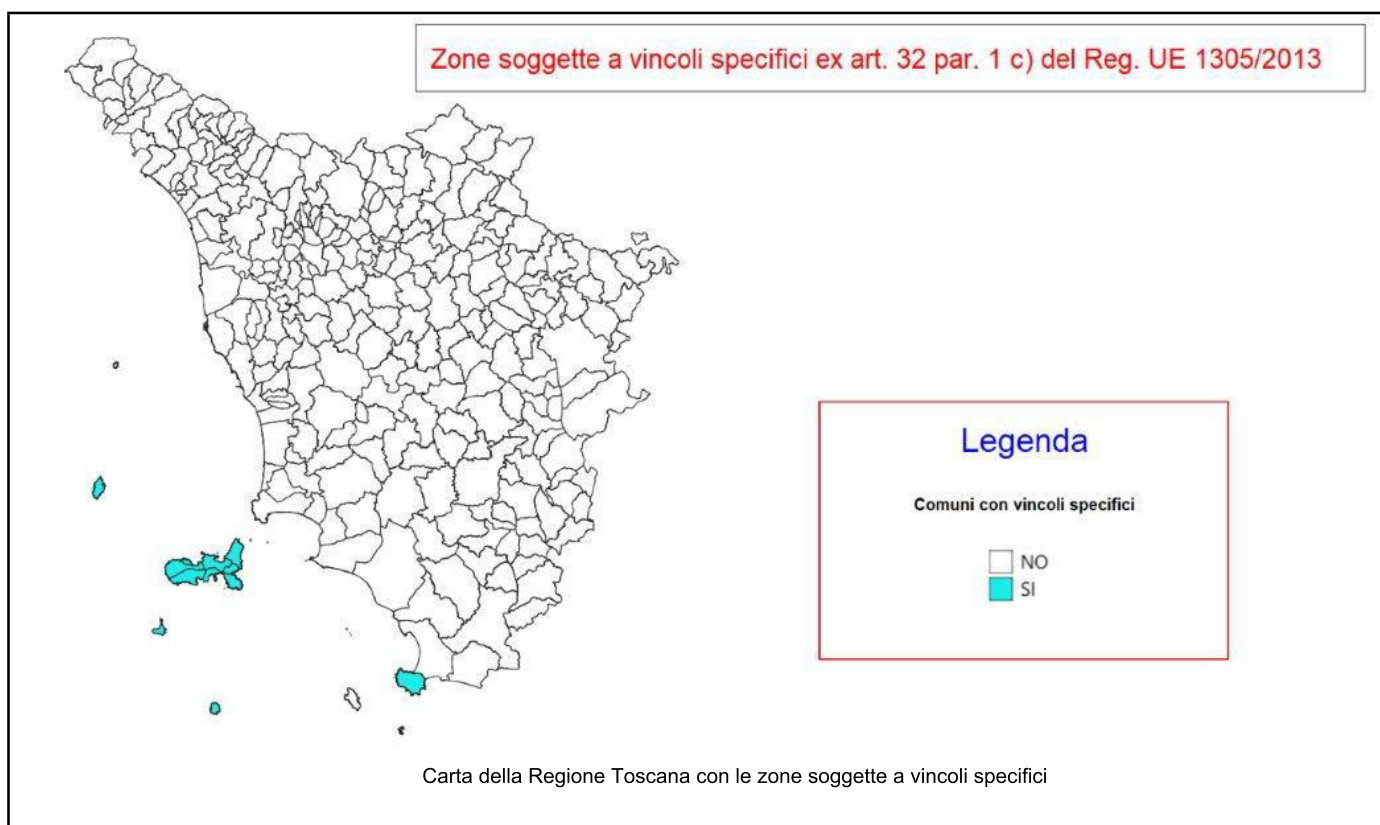 Zone soggette a vincoli specifici ex art. 32 par. 1 c) del Reg. UE 1305/2013
Legenda
Comuni con vincoli specifici
NO
SI
Carta della Regione Toscana con le zone soggette a vincoli specifici